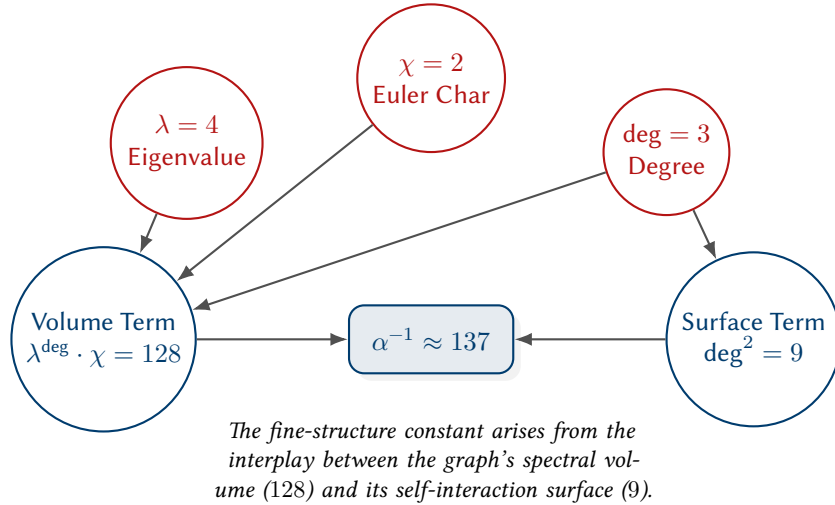 χ = 2
Euler Char
λ = 4
Eigenvalue
deg = 3
Degree
Volume Term
λ^deg · χ = 128
α⁻¹ ≈ 137
Surface Term
deg² = 9
The fine-structure constant arises from the
interplay between the graph's spectral vol-
ume (128) and its self-interaction surface (9).